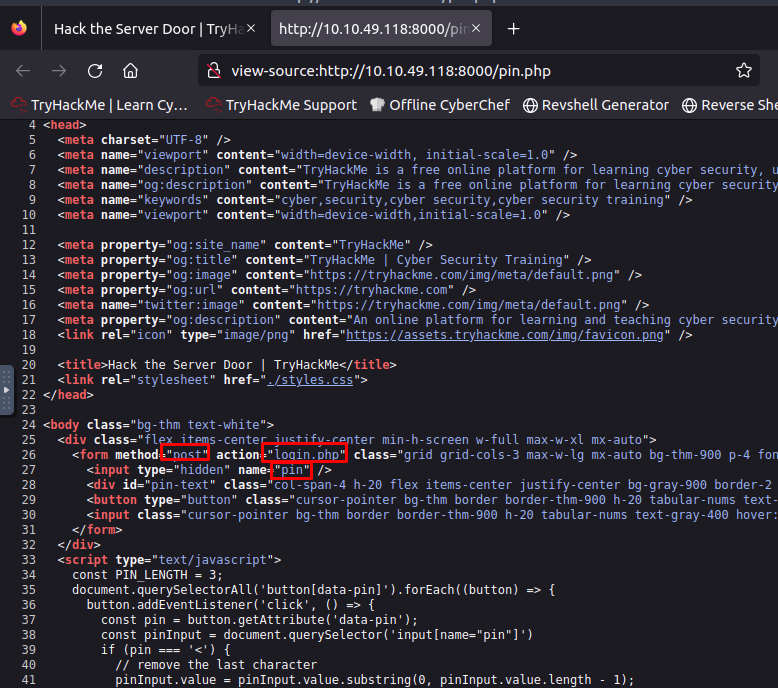 Hack the Server Door | TryHa
http://10.10.49.118:8000/pin
view-source:http://10.10.49.118:8000/pin.php
TryHackMe | Learn Cy… TryHackMe Support Offline CyberChef Revshell Generator Reverse She
4 <head>
5 <meta charset="UTF-8" />
6 <meta name="viewport" content="width=device-width, initial-scale=1.0" />
7 <meta name="description" content="TryHackMe is a free online platform for learning cyber security, u
8 <meta name="og:description" content="TryHackMe is a free online platform for learning cyber security
9 <meta name="keywords" content="cyber,security,cyber security,cyber security training" />
10 <meta name="viewport" content="width=device-width,initial-scale=1.0" />
11
12 <meta property="og:site_name" content="TryHackMe" />
13 <meta property="og:title" content="TryHackMe | Cyber Security Training" />
14 <meta property="og:image" content="https://tryhackme.com/img/meta/default.png" />
15 <meta property="og:url" content="https://tryhackme.com" />
16 <meta name="twitter:image" content="https://tryhackme.com/img/meta/default.png" />
17 <meta property="og:description" content="An online platform for learning and teaching cyber security
18 <link rel="icon" type="image/png" href="https://assets.tryhackme.com/img/favicon.png" />
19
20 <title>Hack the Server Door | TryHackMe</title>
21 <link rel="stylesheet" href="./styles.css">
22 </head>
23
24 <body class="bg-thm text-white">
25 <div class="flex items-center justify-center min-h-screen w-full max-w-xl mx-auto">
26 <form method="post" action="login.php" class="grid grid-cols-3 max-w-lg mx-auto bg-thm-900 p-4 fon
27 <input type="hidden" name="pin" />
28 <div id="pin-text" class="col-span-4 h-20 flex items-center justify-center bg-gray-900 border-2
29 <button type="button" class="cursor-pointer bg-thm border border-thm-900 h-20 tabular-nums text-
30 <input class="cursor-pointer bg-thm border border-thm-900 h-20 tabular-nums text-gray-400 hover:
31 </form>
32 </div>
33 <script type="text/javascript">
34 const PIN_LENGTH = 3;
35 document.querySelectorAll('button[data-pin]').forEach((button) => {
36 button.addEventListener('click', () => {
37 const pin = button.getAttribute('data-pin');
38 const pinInput = document.querySelector('input[name="pin"]')
39 if (pin === '<') {
40 // remove the last character
41 pinInput.value = pinInput.value.substring(0, pinInput.value.length - 1);